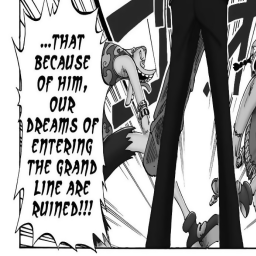 ...THAT
BECAUSE
OF HIM,
OUR
DREAMS OF
ENTERING
THE GRAND
LINE ARE
RUINED!!!